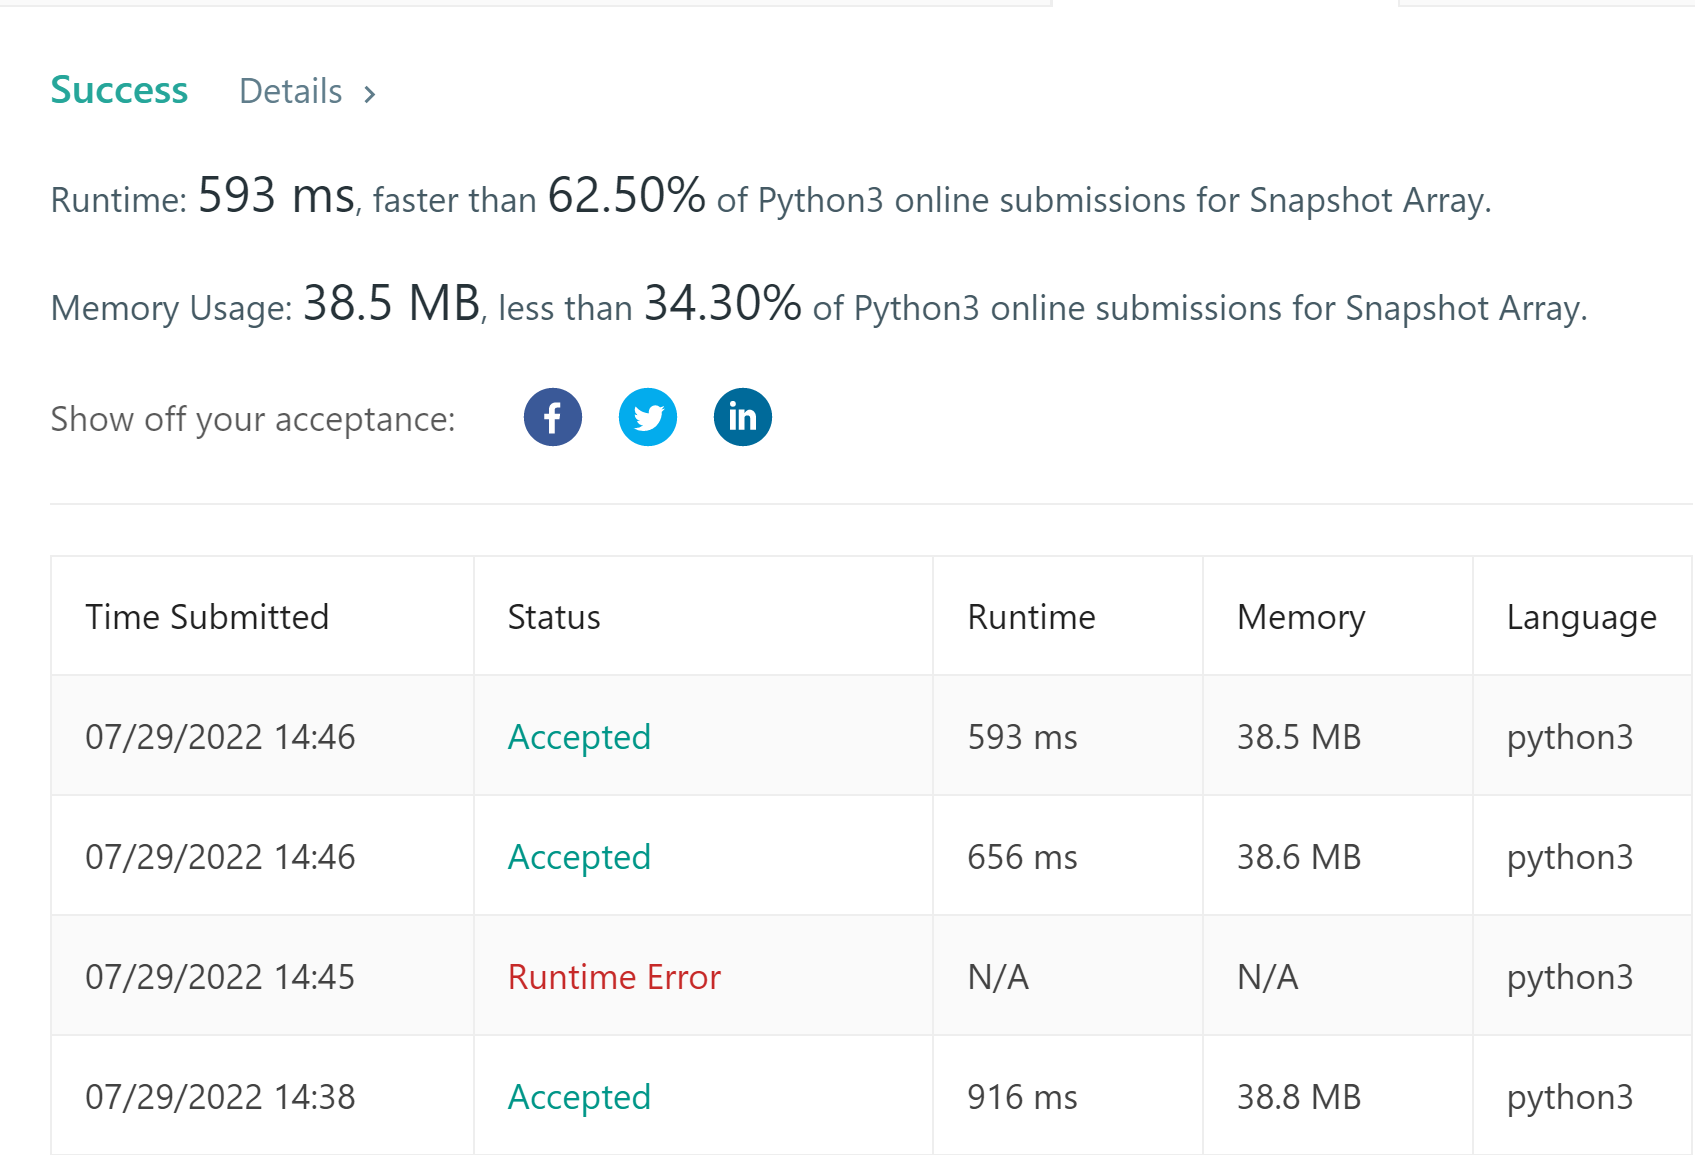 Success Details >
Runtime: 593 ms, faster than 62.50% of Python3 online submissions for Snapshot Array.
Memory Usage: 38.5 MB, less than 34.30% of Python3 online submissions for Snapshot Array.
Show off your acceptance: f in
Time Submitted Status Runtime Memory Language
07/29/2022 14:46 Accepted 593 ms 38.5 MB python3
07/29/2022 14:46 Accepted 656 ms 38.6 MB python3
07/29/2022 14:45 Runtime Error N/A N/A python3
07/29/2022 14:38 Accepted 916 ms 38.8 MB python3